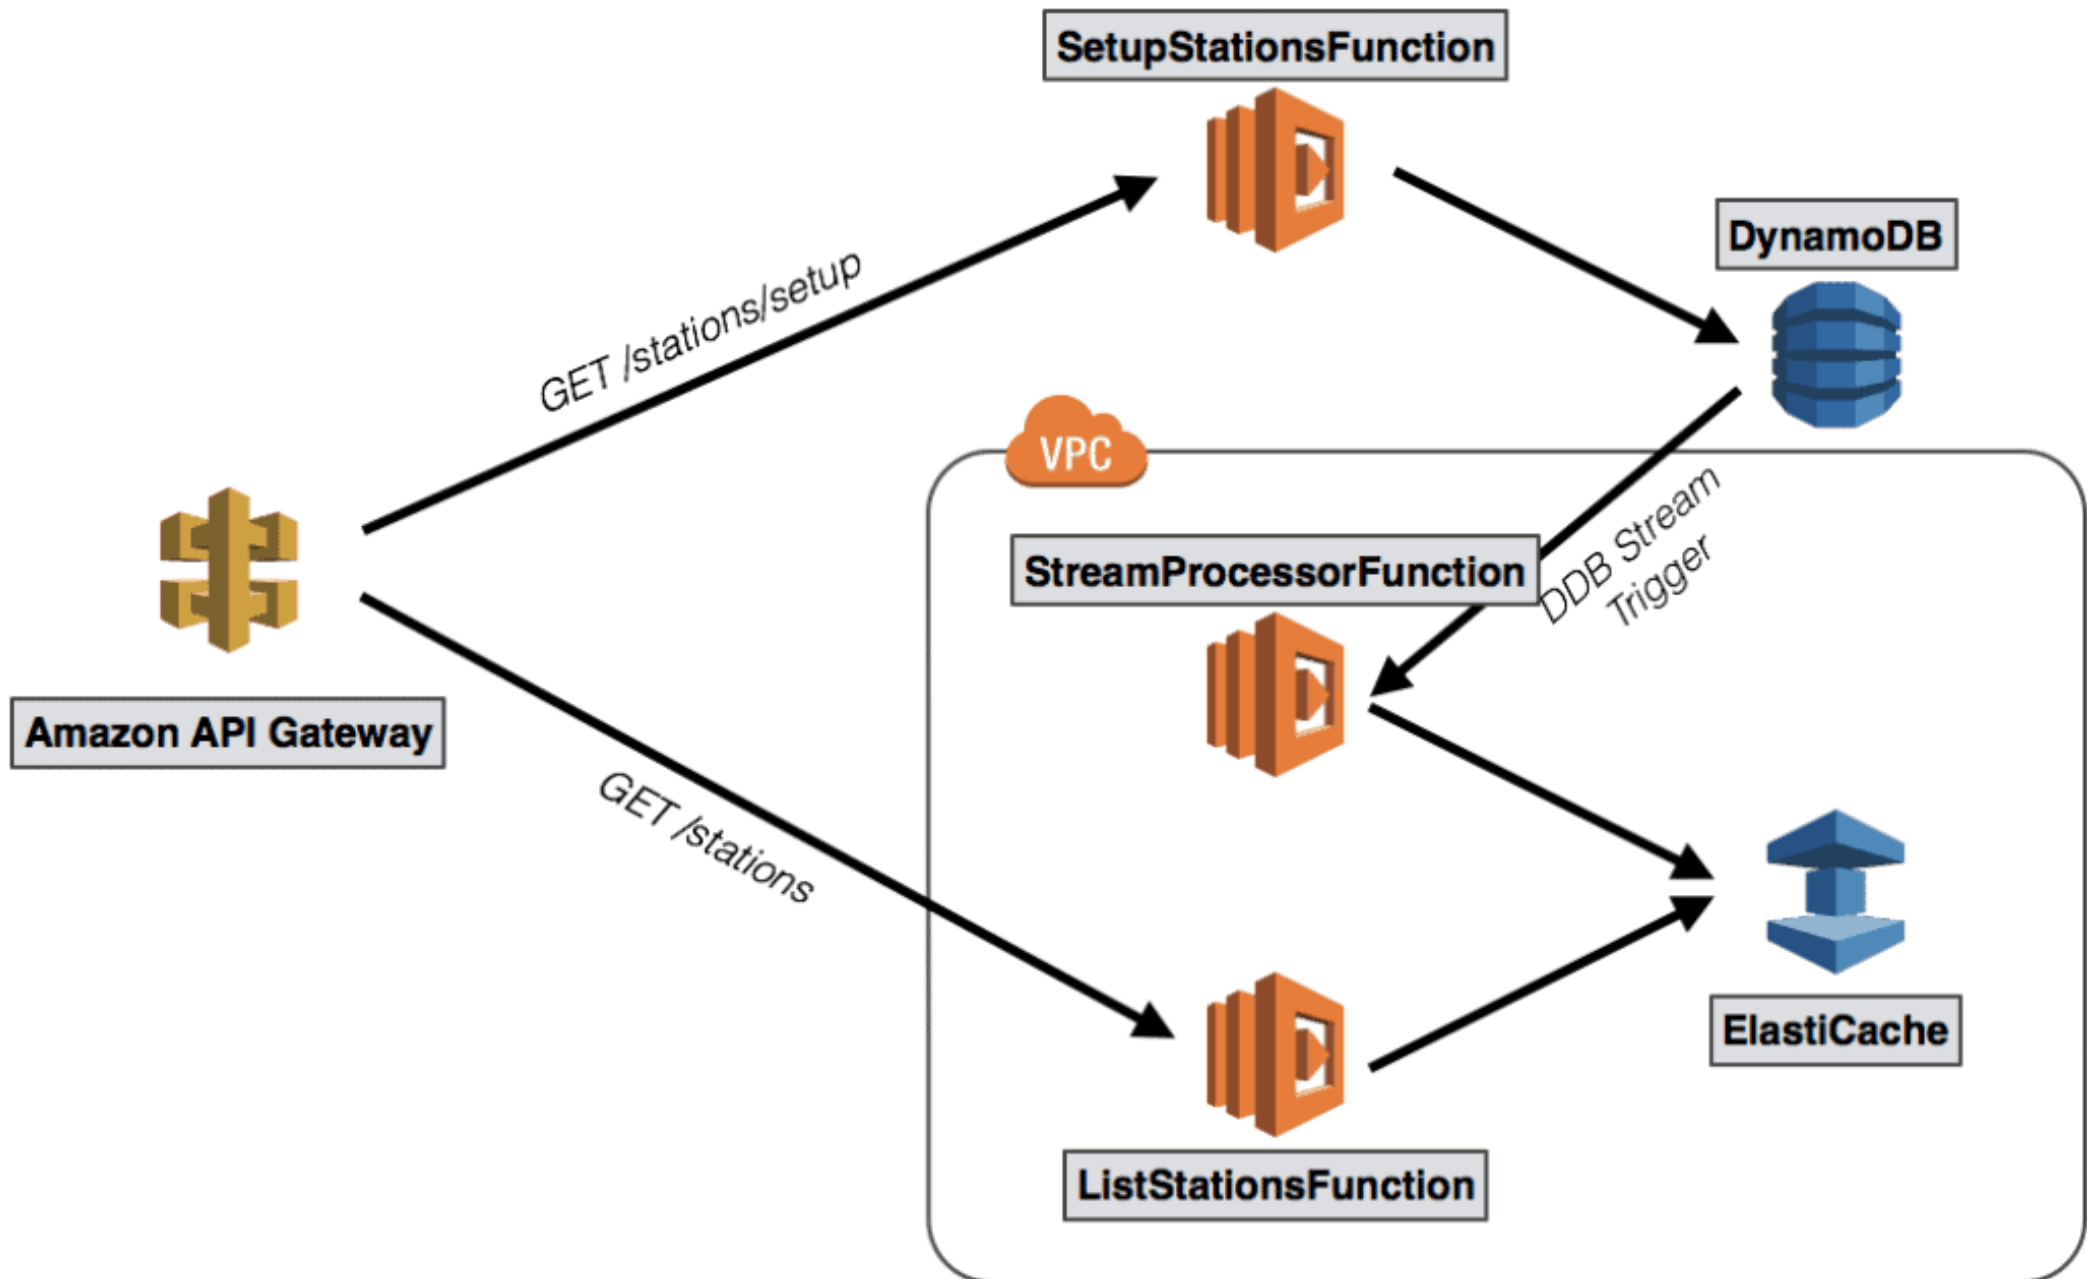 SetupStationsFunction
DynamoDB
GET /stations/setup
VPC
StreamProcessorFunction
DDB Stream
Trigger
Amazon API Gateway
GET /stations
ElastiCache
ListStationsFunction